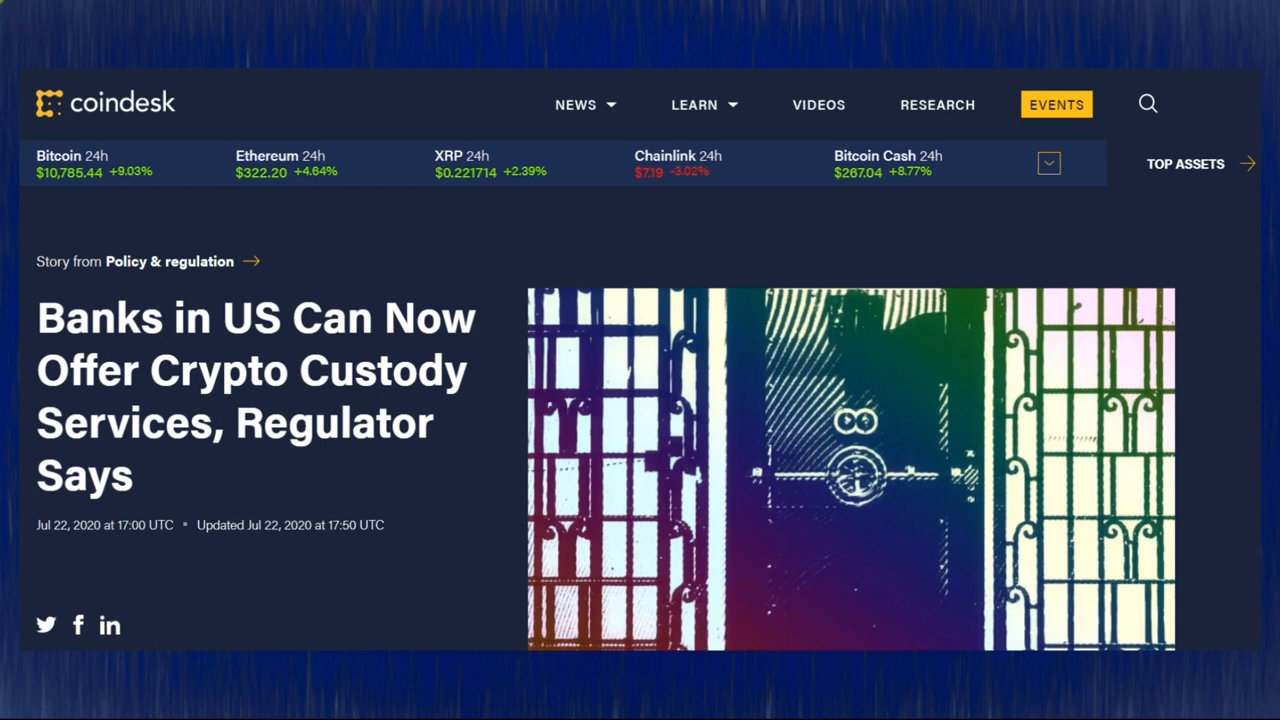 coindesk
NEWS LEARN VIDEOS RESEARCH EVENTS
Bitcoin 24h Ethereum 24h XRP 24h Chainlink 24h Bitcoin Cash 24h
$10,785.44 +9.03% $322.20 +4.64% $0.221714 +2.39% $7.19 -3.02% $267.04 +8.77%
TOP ASSETS
Story from Policy & regulation
Banks in US Can Now
Offer Crypto Custody
Services, Regulator
Says
Jul 22, 2020 at 17:00 UTC ▪ Updated Jul 22, 2020 at 17:50 UTC